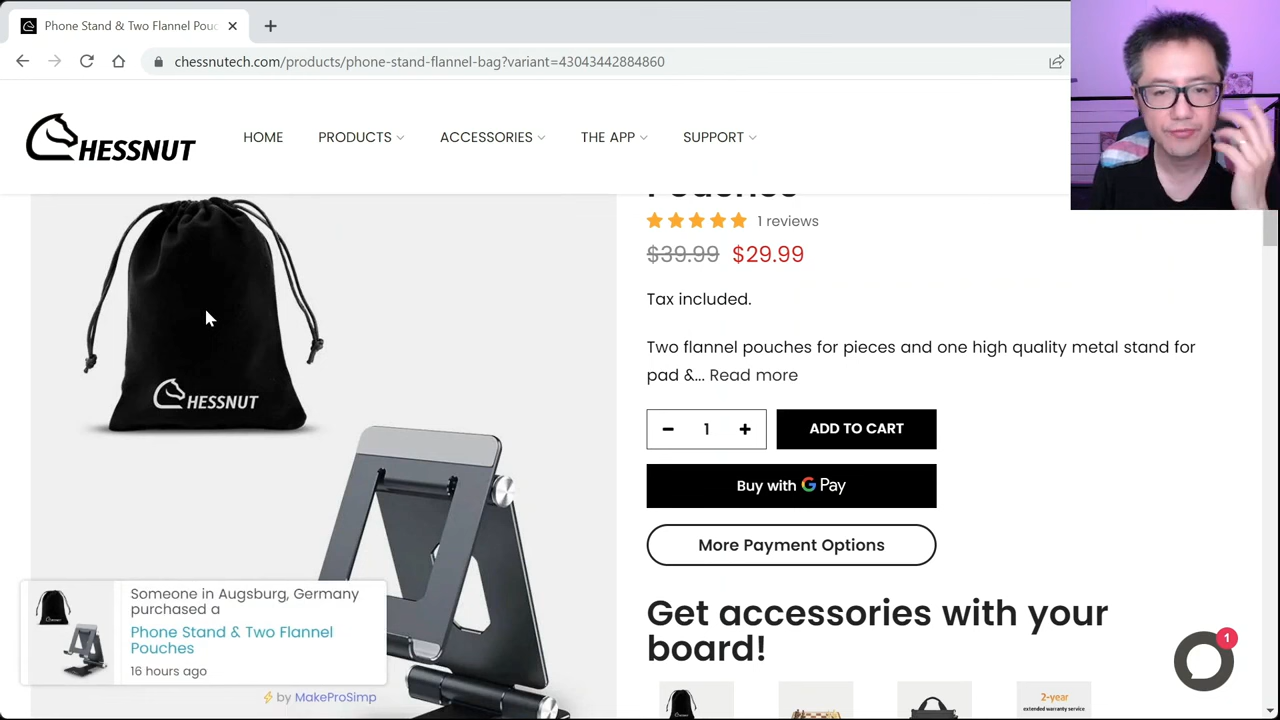 Phone Stand & Two Flannel Pouc
chessnutech.com/products/phone-stand-flannel-bag?variant=43043442884860
HESSNUT
HOME
PRODUCTS
ACCESSORIES
THE APP
SUPPORT
Pouches
1 reviews
$39.99 $29.99
Tax included.
Two flannel pouches for pieces and one high quality metal stand for
pad &... Read more
1
ADD TO CART
Buy with G Pay
More Payment Options
Get accessories with your
board!
HESSNUT
Someone in Augsburg, Germany
purchased a
Phone Stand & Two Flannel
Pouches
16 hours ago
by MakeProSimp
2-year
extended warranty service
1